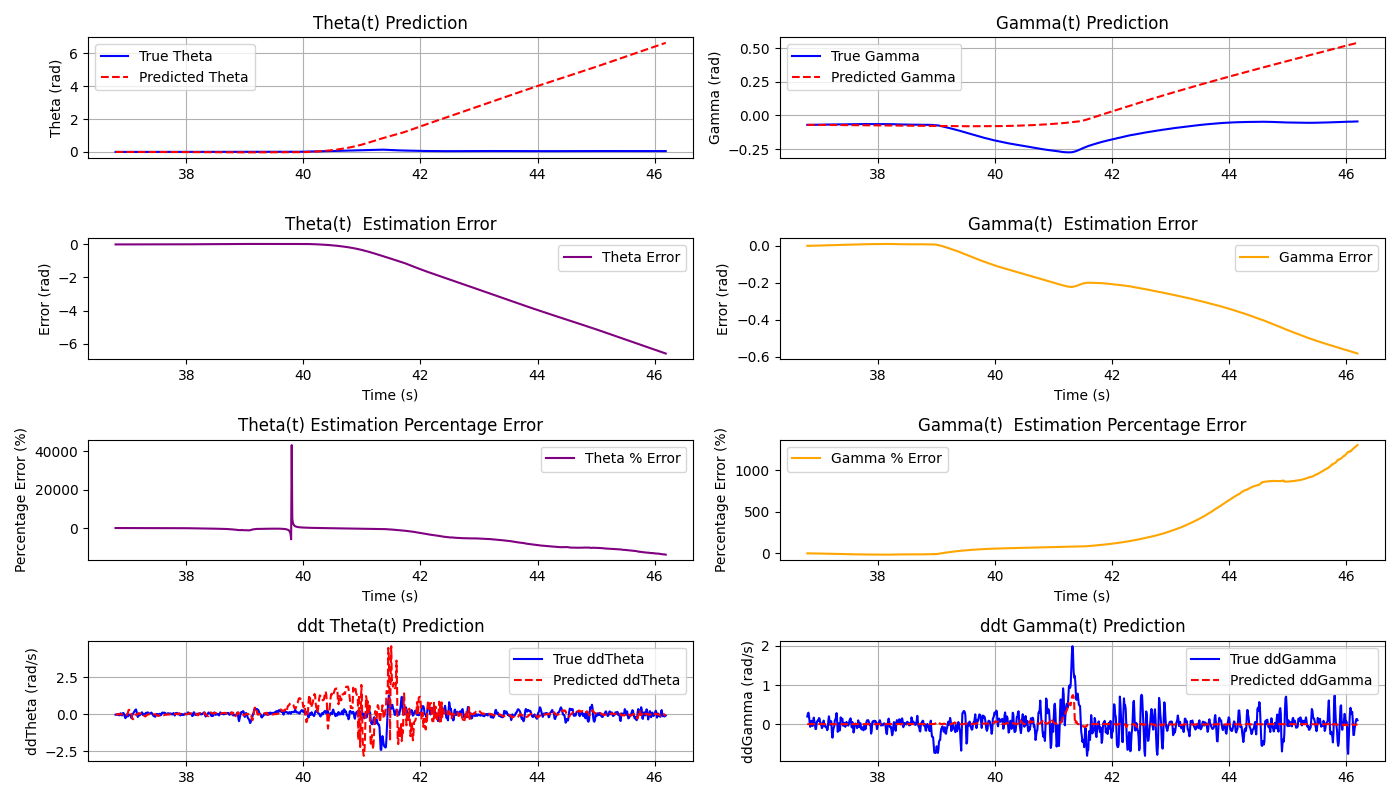 Theta(t) Prediction
Theta (rad)
6
4
2
0
True Theta
Predicted Theta
38 40 42 44 46
Gamma(t) Prediction
Gamma (rad)
0.50
0.25
0.00
−0.25
True Gamma
Predicted Gamma
38 40 42 44 46
Theta(t)  Estimation Error
Error (rad)
0
−2
−4
−6
Theta Error
38 40 42 44 46
Time (s)
Gamma(t)  Estimation Error
Error (rad)
0.0
−0.2
−0.4
−0.6
Gamma Error
38 40 42 44 46
Time (s)
Theta(t) Estimation Percentage Error
Percentage Error (%)
40000
20000
0
Theta % Error
38 40 42 44 46
Time (s)
Gamma(t)  Estimation Percentage Error
Percentage Error (%)
1000
500
0
Gamma % Error
38 40 42 44 46
Time (s)
ddt Theta(t) Prediction
ddTheta (rad/s)
2.5
0.0
−2.5
True ddTheta
Predicted ddTheta
38 40 42 44 46
ddt Gamma(t) Prediction
ddGamma (rad/s)
2
1
0
True ddGamma
Predicted ddGamma
38 40 42 44 46